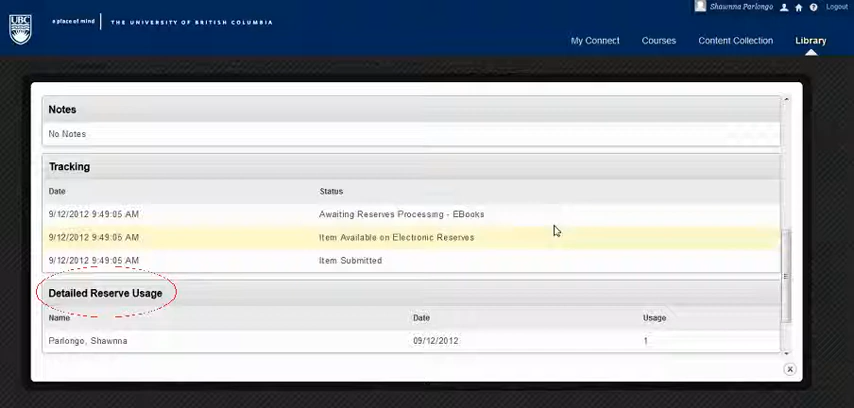 Shawnna Parlongo Logout
UBC a place of mind THE UNIVERSITY OF BRITISH COLUMBIA
My Connect Courses Content Collection Library
Notes
No Notes
Tracking
Date Status
9/12/2012 9:49:05 AM Awaiting Reserves Processing - EBooks
9/12/2012 9:49:05 AM Item Available on Electronic Reserves
9/12/2012 9:49:05 AM Item Submitted
Detailed Reserve Usage
Name Date Usage
Parlongo, Shawnna 09/12/2012 1